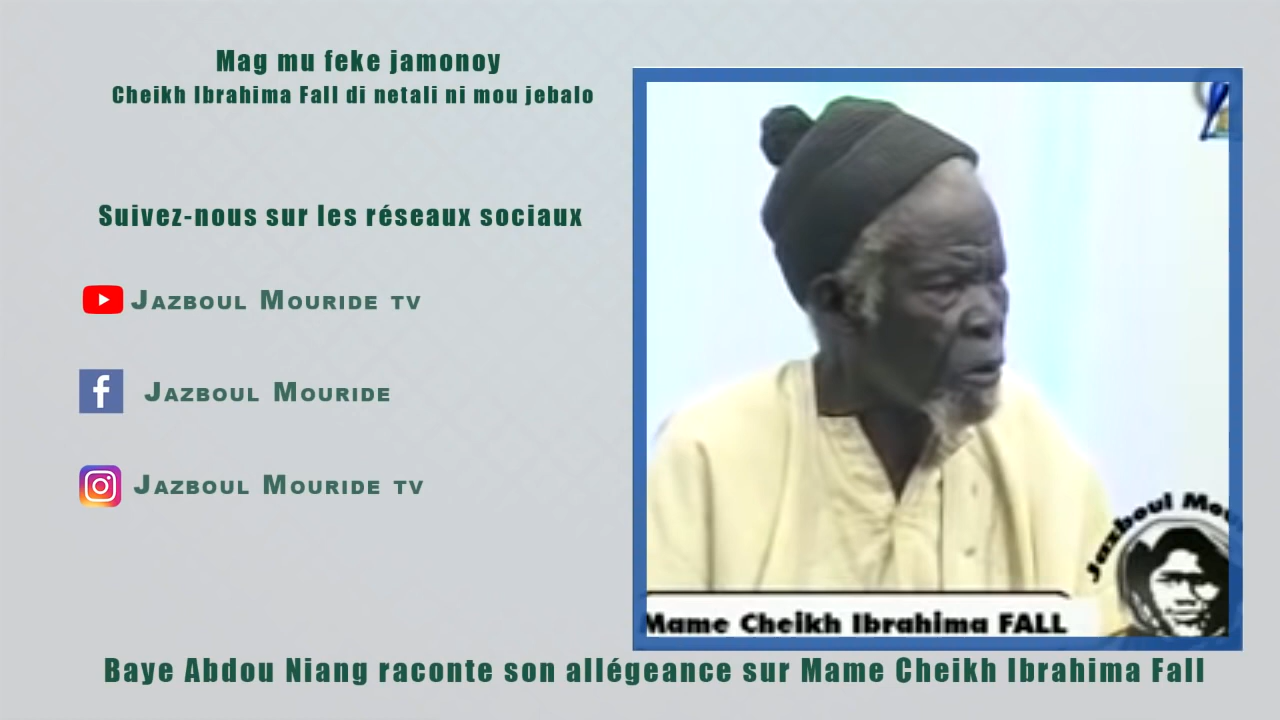 Mag mu feke jamonoy
Cheikh Ibrahima Fall di netali ni mou jebalo
Suivez-nous sur les réseaux sociaux
Jazboul Mouride tv
Jazboul Mouride
Jazboul Mouride tv
Jazboul Mou
Mame Cheikh Ibrahima FALL
Baye Abdou Niang raconte son allégeance sur Mame Cheikh Ibrahima Fall